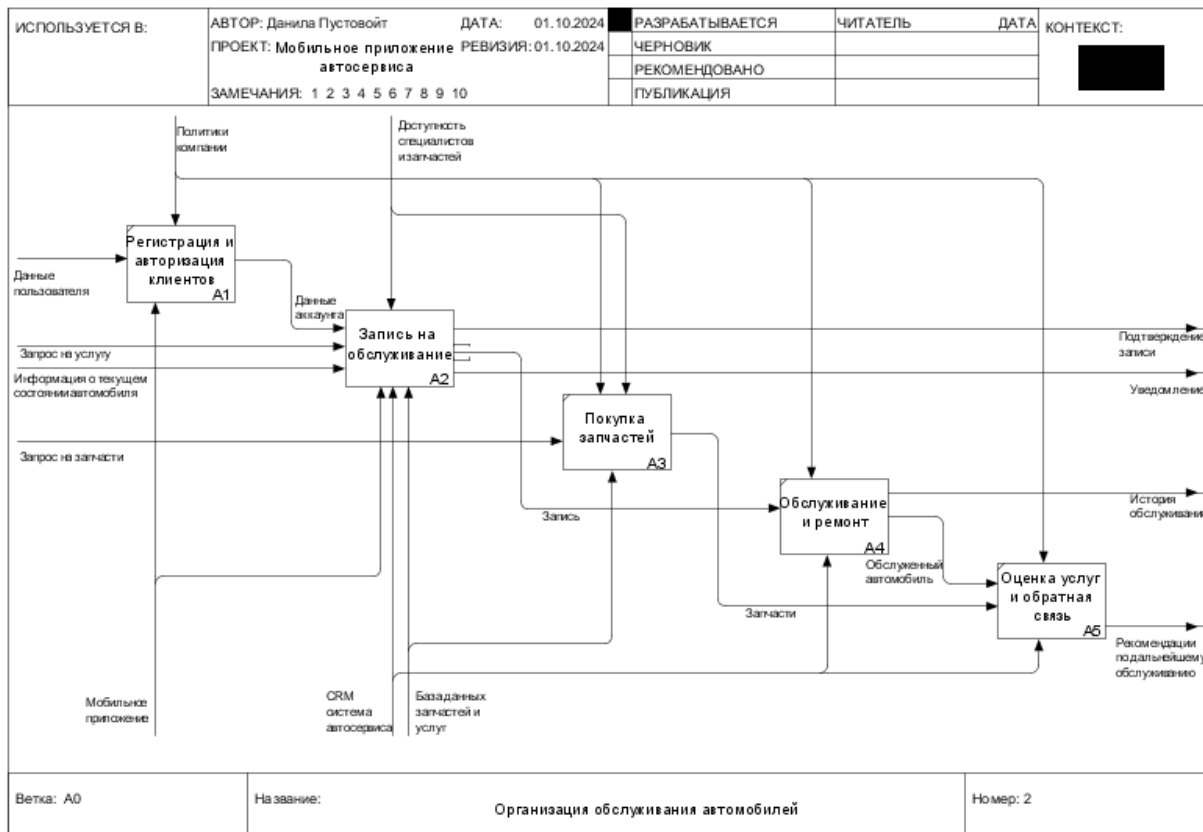 ИСПОЛЬЗУЕТСЯ В:
АВТОР: Данила Пустовойт ДАТА: 01.10.2024
ПРОЕКТ: Мобильное приложение РЕВИЗИЯ: 01.10.2024
автосервиса
ЗАМЕЧАНИЯ: 1 2 3 4 5 6 7 8 9 10
РАЗРАБАТЫВАЕТСЯ
ЧЕРНОВИК
РЕКОМЕНДОВАНО
ПУБЛИКАЦИЯ
ЧИТАТЕЛЬ ДАТА
КОНТЕКСТ:
Политики
компании
Доступность
специалистов
и запчастей
Регистрация и
авторизация
клиентов
A1
Данные
пользователя
Данные
аккаунта
Запись на
обслуживание
A2
Запрос на услугу
Информация о текущем
состоянии автомобиля
Подтверждение
записи
Уведомление
Покупка
запчастей
A3
Запрос на запчасти
Запись
Обслуживание
и ремонт
A4
История
обслуживани
Обслуженный
автомобиль
Оценка услуг
и обратная
связь
A5
Запчасти
Рекомендации
по дальнейшему
обслуживанию
Мобильное
приложение
CRM
система
автосервиса
База данных
запчастей и
услуг
Ветка: A0
Название:
Организация обслуживания автомобилей
Номер: 2